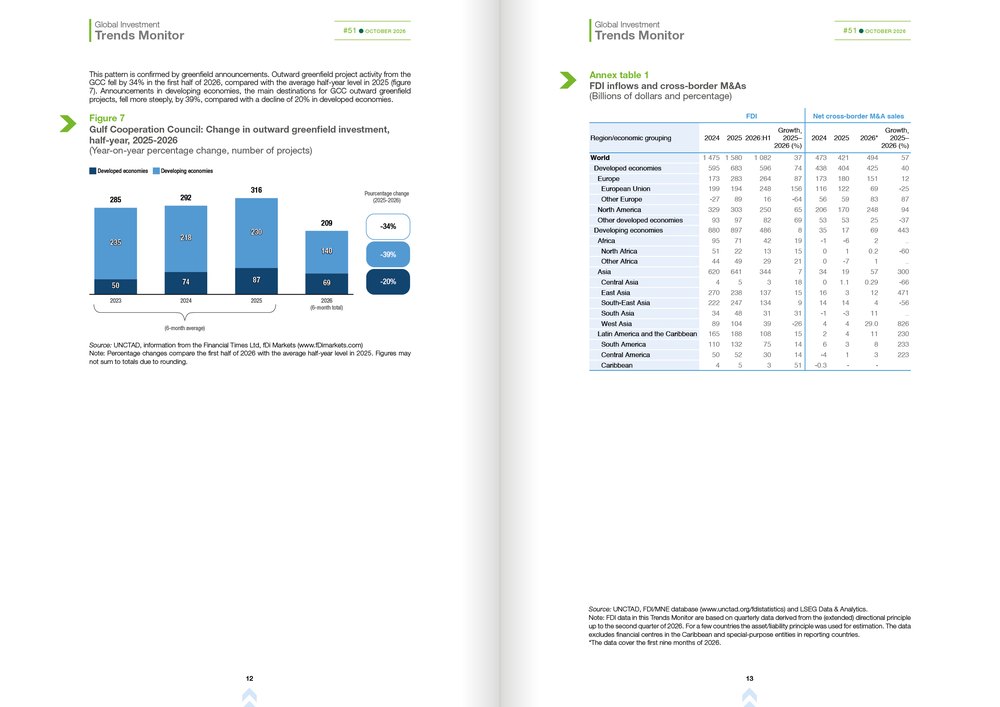 Global Investment
Trends Monitor
#51 ● OCTOBER 2026
This pattern is confirmed by greenfield announcements. Outward greenfield project activity from the
GCC fell by 34% in the first half of 2026, compared with the average half-year level in 2025 (figure
7). Announcements in developing economies, the main destinations for GCC outward greenfield
projects, fell more steeply, by 39%, compared with a decline of 20% in developed economies.
Figure 7
Gulf Cooperation Council: Change in outward greenfield investment,
half-year, 2025-2026
(Year-on-year percentage change, number of projects)
Developed economies Developing economies
Pourcentage change
(2025-2026)
285 292 316 209
235 218 230 140
50 74 87 69
-34%
-39%
-20%
2023 2024 2025 2026
(6-month total)
(6-month average)
Source: UNCTAD, information from the Financial Times Ltd, fDi Markets (www.fDimarkets.com)
Note: Percentage changes compare the first half of 2026 with the average half-year level in 2025. Figures may
not sum to totals due to rounding.
12
Global Investment
Trends Monitor
#51 ● OCTOBER 2026
Annex table 1
FDI inflows and cross-border M&As
(Billions of dollars and percentage)
FDI Net cross-border M&A sales
Region/economic grouping 2024 2025 2026:H1 Growth, 2025–2026 (%) 2024 2025 2026* Growth, 2025–2026 (%)
World 1 475 1 580 1 082 37 473 421 494 57
Developed economies 595 683 596 74 438 404 425 40
Europe 173 283 264 87 173 180 151 12
European Union 199 194 248 156 116 122 69 -25
Other Europe -27 89 16 -64 56 59 83 87
North America 329 303 250 65 206 170 248 94
Other developed economies 93 97 82 69 53 53 25 -37
Developing economies 880 897 486 8 35 17 69 443
Africa 95 71 42 19 -1 -6 2 ..
North Africa 51 22 13 15 0 1 0.2 -60
Other Africa 44 49 29 21 0 -7 1 ..
Asia 620 641 344 7 34 19 57 300
Central Asia 4 5 3 18 0 1.1 0.29 -66
East Asia 270 238 137 15 16 3 12 471
South-East Asia 222 247 134 9 14 14 4 -56
South Asia 34 48 31 31 -1 -3 11 ..
West Asia 89 104 39 -26 4 4 29.0 826
Latin America and the Caribbean 165 188 108 15 2 4 11 230
South America 110 132 75 14 6 3 8 233
Central America 50 52 30 14 -4 1 3 223
Caribbean 4 5 3 51 -0.3 - -
Source: UNCTAD, FDI/MNE database (www.unctad.org/fdistatistics) and LSEG Data & Analytics.
Note: FDI data in this Trends Monitor are based on quarterly data derived from the (extended) directional principle
up to the second quarter of 2026. For a few countries the asset/liability principle was used for estimation. The data
excludes financial centres in the Caribbean and special-purpose entities in reporting countries.
*The data cover the first nine months of 2026.
13